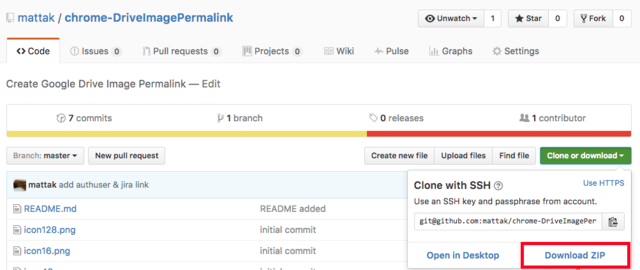 mattak / chrome-DriveImagePermalink
Unwatch 1 Star 0 Fork 0
Code Issues 0 Pull requests 0 Projects 0 Wiki Pulse Graphs Settings
Create Google Drive Image Permalink — Edit
7 commits 1 branch 0 releases 1 contributor
Branch: master New pull request Create new file Upload files Find file Clone or download
mattak add authuser & jira link
Clone with SSH Use HTTPS
Use an SSH key and passphrase from account.
README.md README added
git@github.com:mattak/chrome-DriveImagePer
icon128.png initial commit
icon16.png initial commit
Open in Desktop Download ZIP